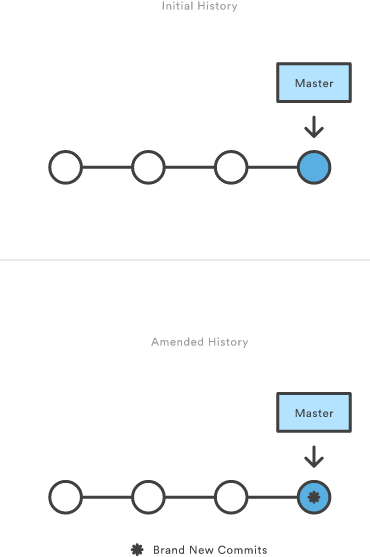 Initial History
Master
Amended History
Master
Brand New Commits